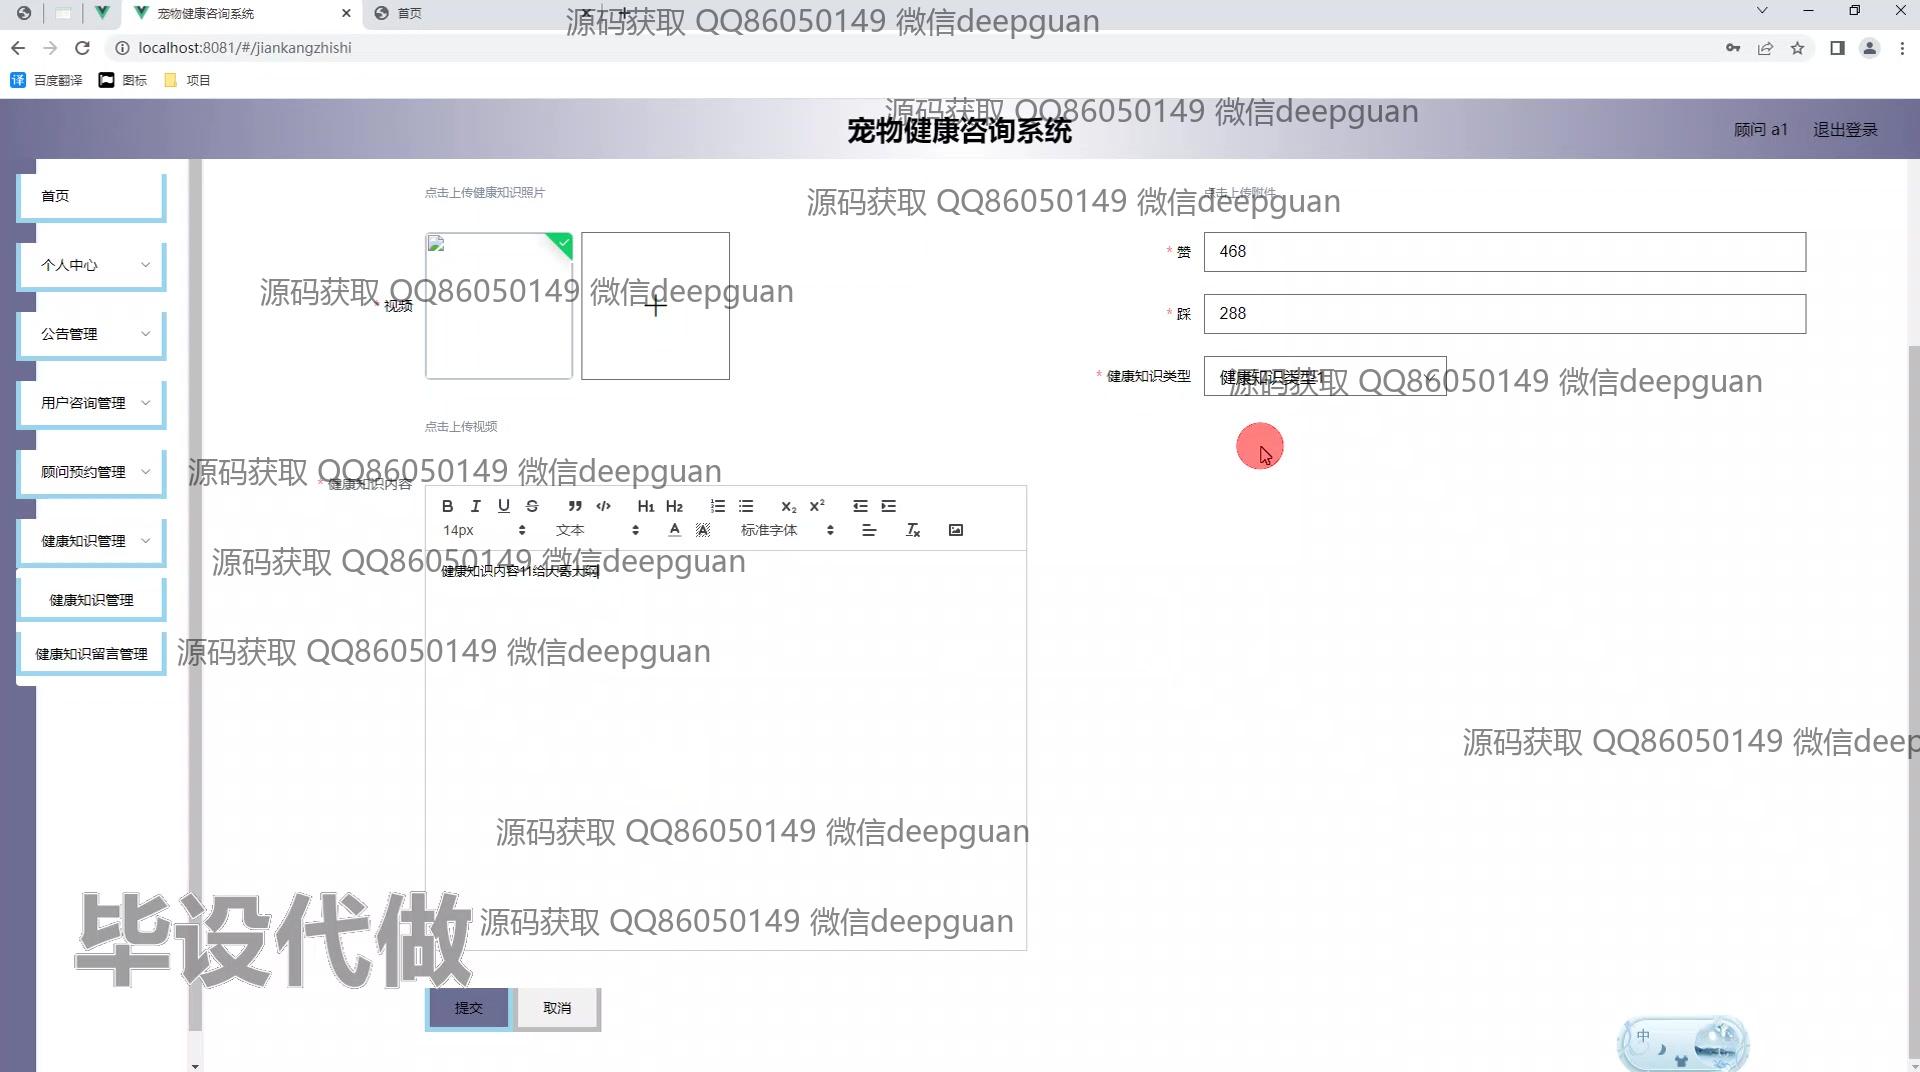 宠物健康咨询系统
首页
源码获取 QQ86050149 微信deepguan
localhost:8081/#/jiankangzhishi
百度翻译
图标
项目
源码获取 QQ86050149 微信deepguan
宠物健康咨询系统
顾问 a1
退出登录
首页
个人中心
公告管理
用户咨询管理
顾问预约管理
健康知识管理
健康知识管理
健康知识留言管理
点击上传健康知识照片
点击上传附件
源码获取 QQ86050149 微信deepguan
* 赞
468
源码获取 QQ86050149 微信deepguan
* 视频
* 踩
288
* 健康知识类型
健康知识类型1
源码获取 QQ86050149 微信deepguan
点击上传视频
源码获取 QQ86050149 微信deepguan
* 健康知识内容
B I U S H1 H2 X2 X2
14px 文本 A A 标准字体
源码获取 QQ86050149 微信deepguan
源码获取 QQ86050149 微信deepguan
源码获取 QQ86050149 微信deep
源码获取 QQ86050149 微信deepguan
源码获取 QQ86050149 微信deepguan
毕设代做
提交
取消
中